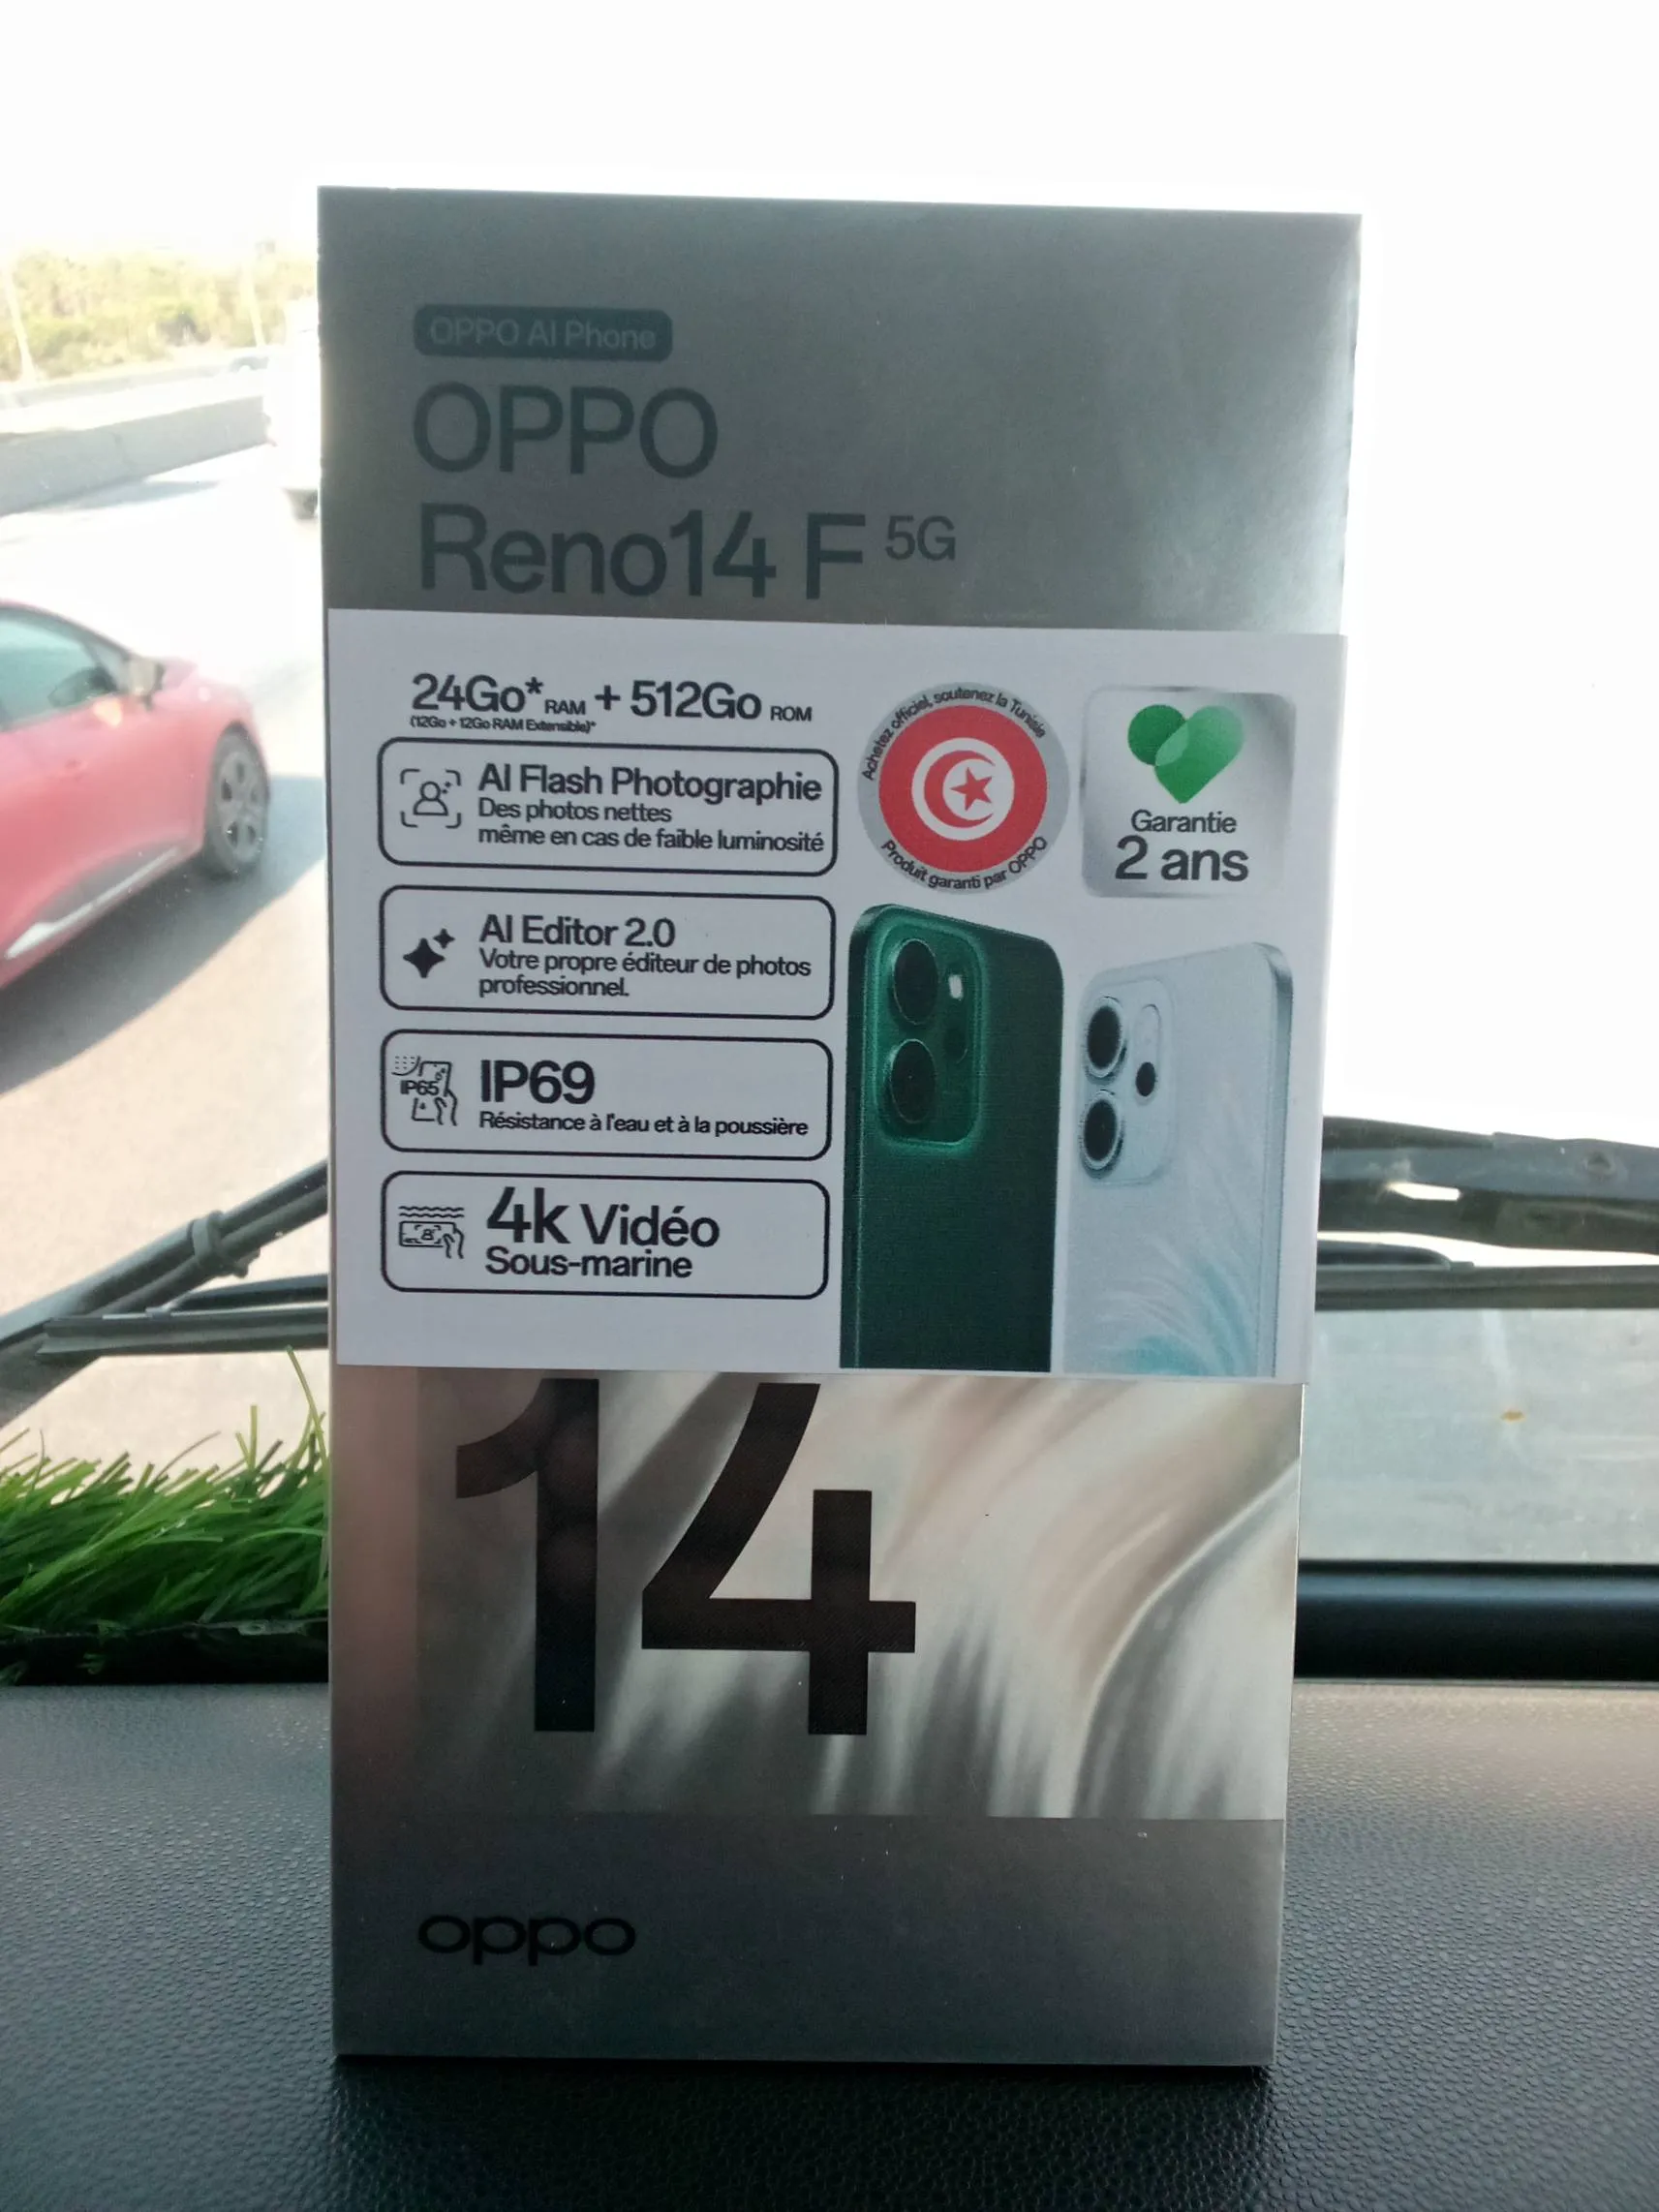 OPPO AI Phone
OPPO
Reno14 F 5G
24Go* RAM + 512Go ROM
(12Go + 12Go RAM Extensible)*
AI Flash Photographie
Des photos nettes
même en cas de faible luminosité
AI Editor 2.0
Votre propre éditeur de photos
professionnel.
IP65
IP69
Résistance à l'eau et à la poussière
4k Vidéo
Sous-marine
Achetez officiel, soutenez la Tunisie
Produit garanti par OPPO
Garantie
2 ans
14
oppo